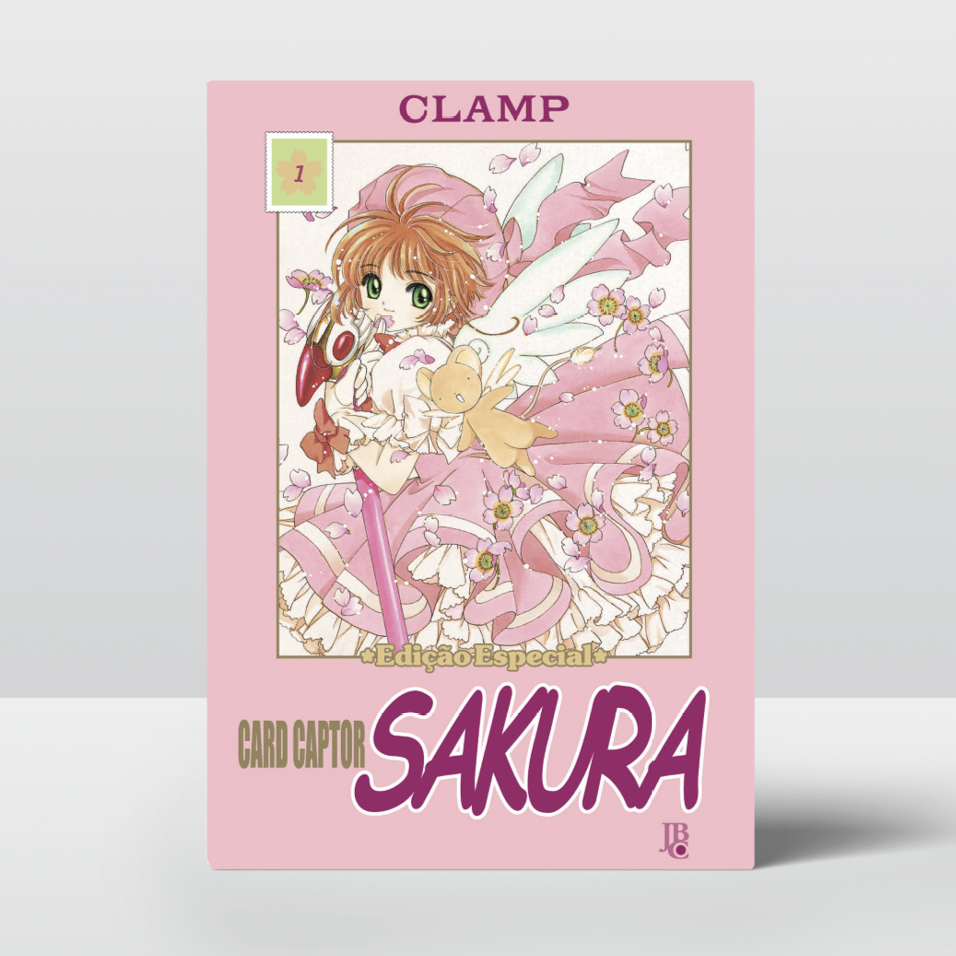 CLAMP
1
*Edição Especial*
CARD CAPTOR
SAKURA
JBC